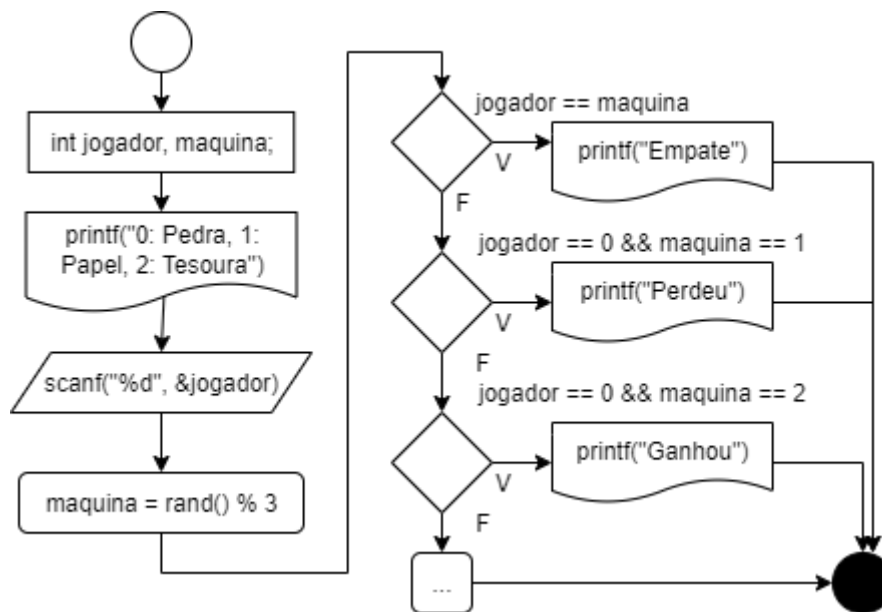 int jogador, maquina;
printf("0: Pedra, 1:
Papel, 2: Tesoura")
scanf("%d", &jogador)
maquina = rand() % 3
jogador == maquina
V
printf("Empate")
F
jogador == 0 && maquina == 1
V
printf("Perdeu")
F
jogador == 0 && maquina == 2
V
printf("Ganhou")
F
...